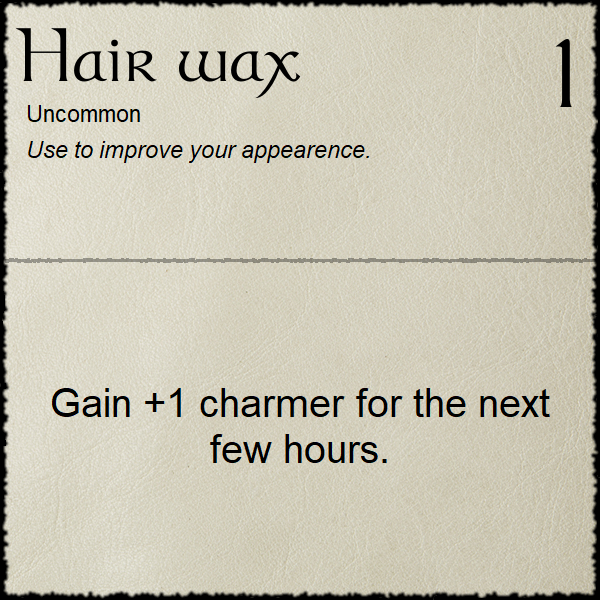 Hair wax
1
Uncommon
Use to improve your appearence.
Gain +1 charmer for the next
few hours.